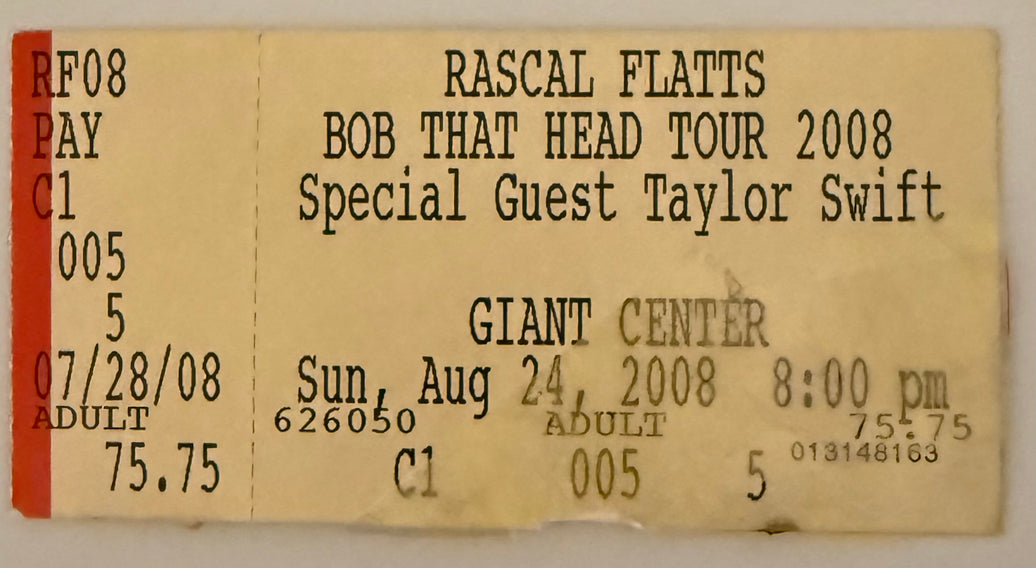 RF08
PAY
C1
005
5
07/28/08
ADULT
75.75
RASCAL FLATTS
BOB THAT HEAD TOUR 2008
Special Guest Taylor Swift
GIANT CENTER
Sun, Aug 24, 2008 8:00 pm
626050 ADULT 75.75
013148163
C1 005 5